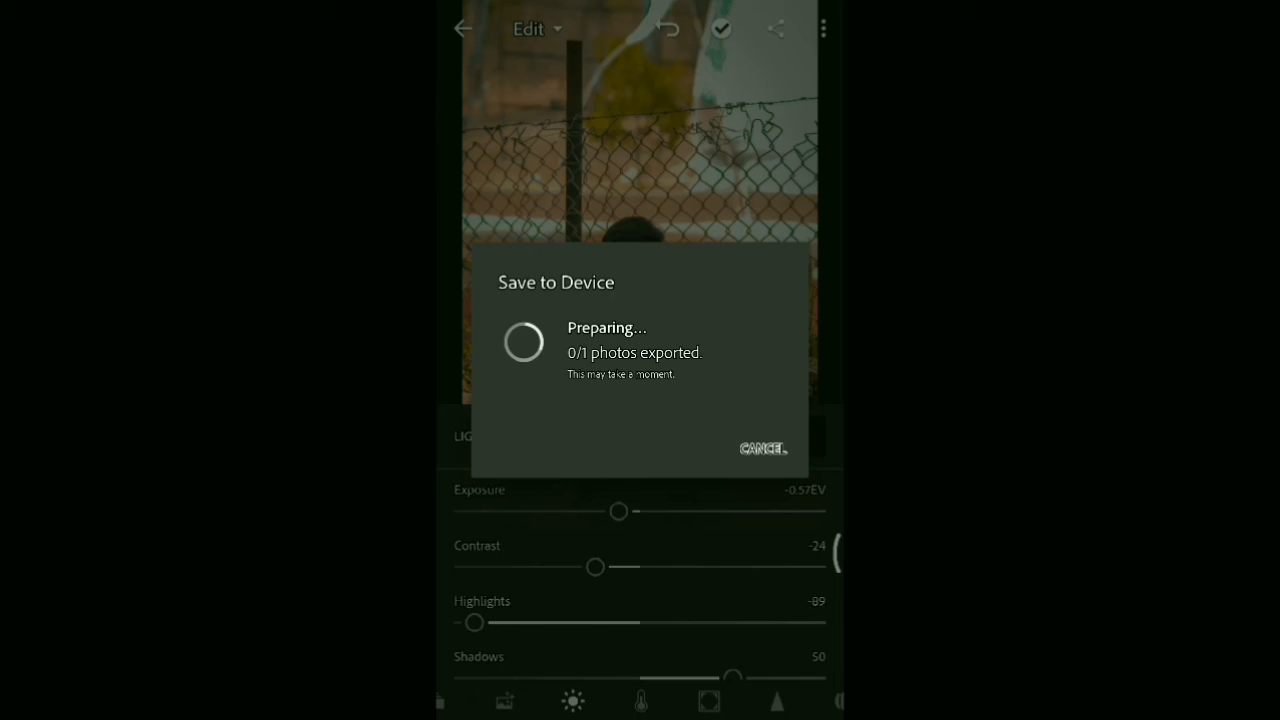 Edit
Save to Device
Preparing...
0/1 photos exported.
This may take a moment.
CANCEL
LIG
Exposure -0.57EV
Contrast -24
Highlights -89
Shadows 50